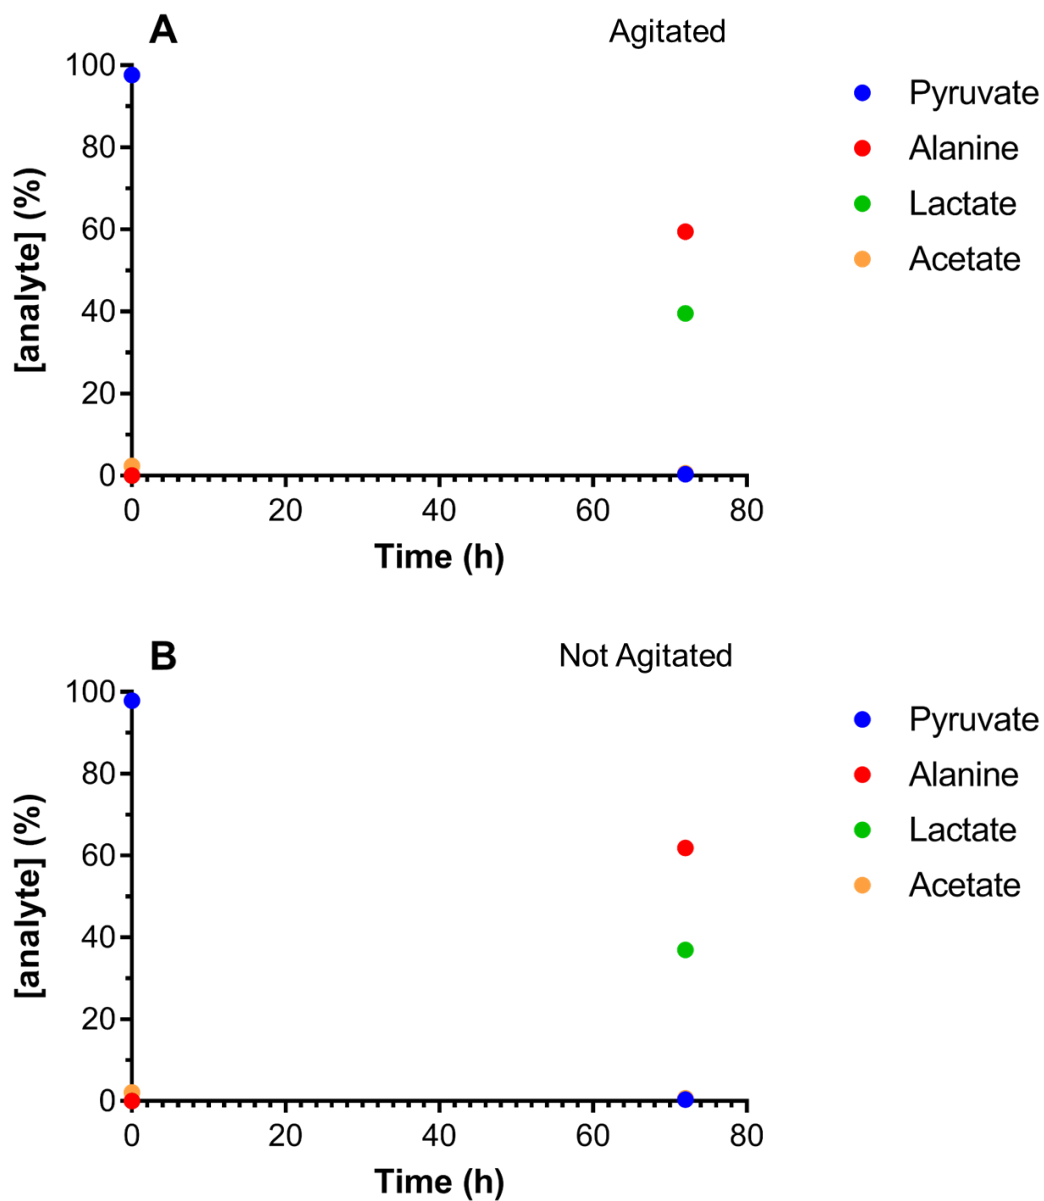 A
Agitated
100
80
60
40
20
0
[analyte] (%)
0 20 40 60 80
Time (h)
Pyruvate
Alanine
Lactate
Acetate
B
Not Agitated
100
80
60
40
20
0
[analyte] (%)
0 20 40 60 80
Time (h)
Pyruvate
Alanine
Lactate
Acetate